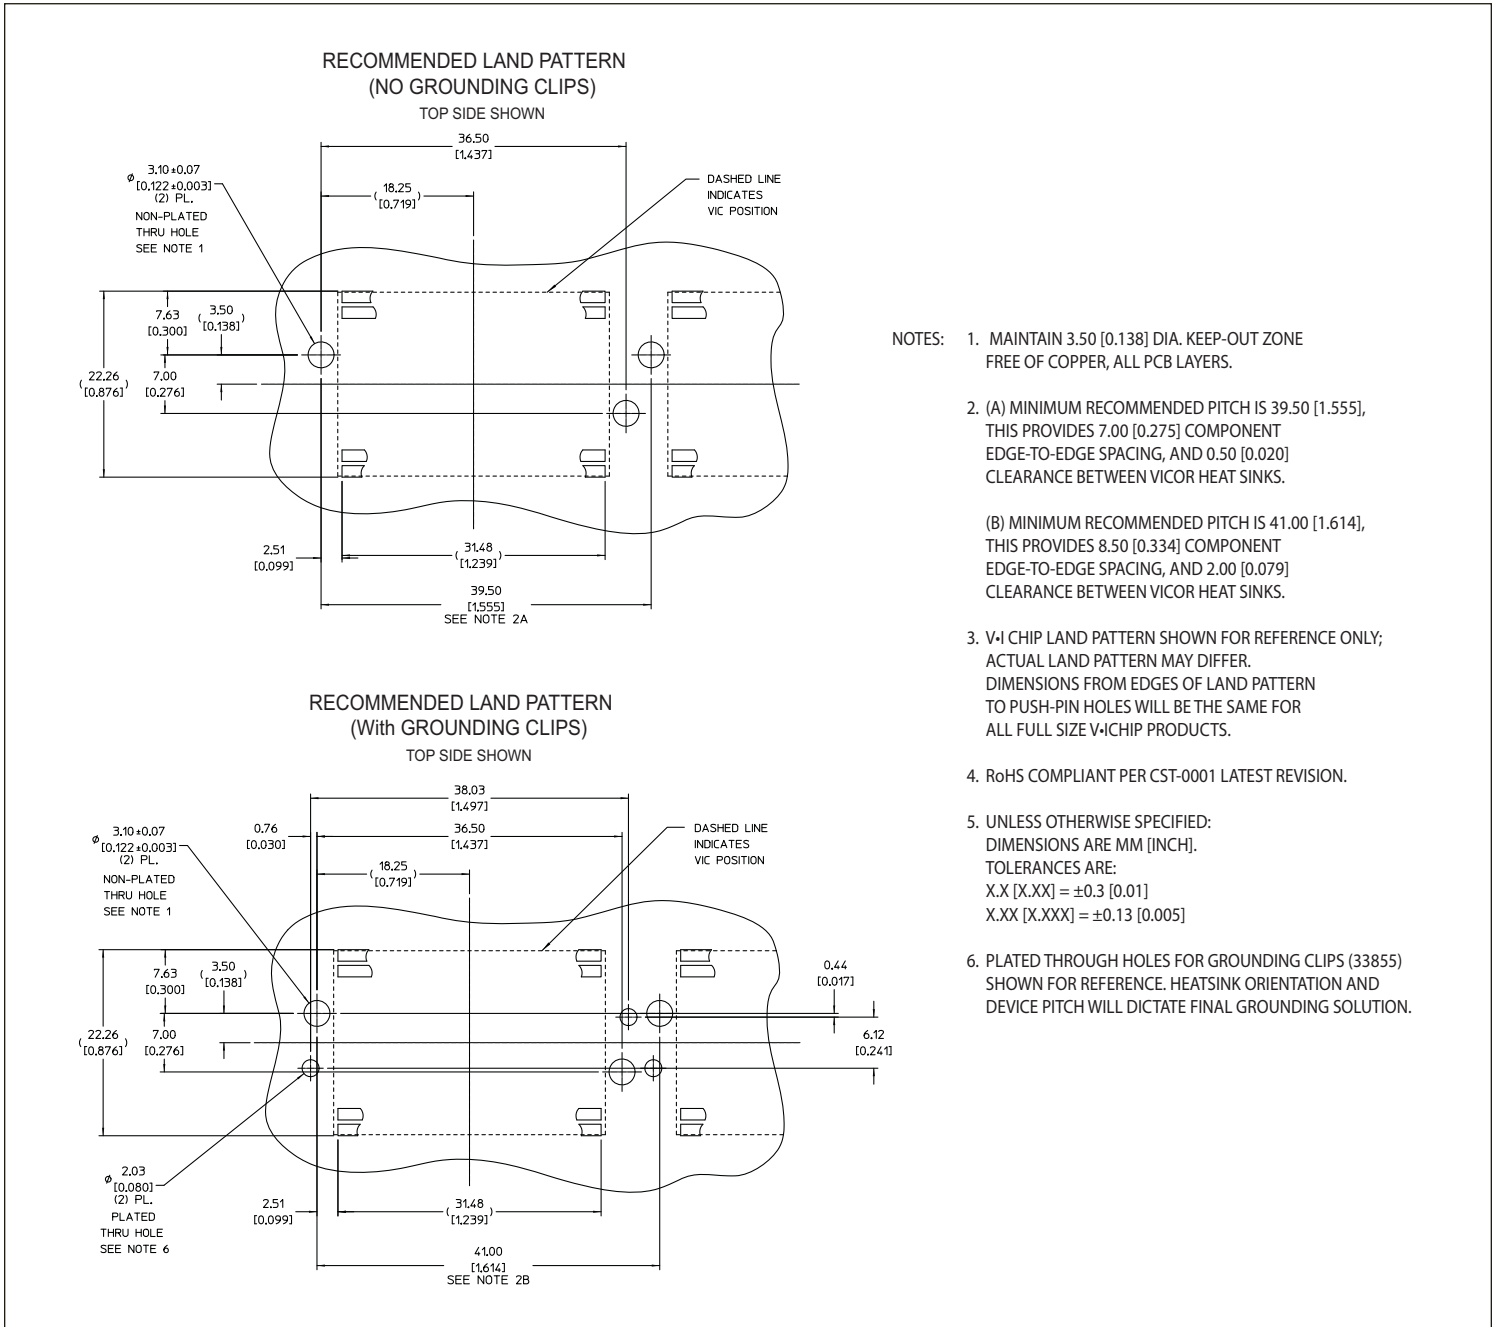 RECOMMENDED LAND PATTERN
(NO GROUNDING CLIPS)
TOP SIDE SHOWN
36.50
[1.437]
ø 3.10±0.07
[0.122±0.003]
(2) PL.
NON-PLATED
THRU HOLE
SEE NOTE 1
( 18.25
[0.719] )
DASHED LINE
INDICATES
VIC POSITION
7.63
[0.300]
( 3.50
[0.138] )
( 22.26
[0.876] )
7.00
[0.276]
2.51
[0.099]
( 31.48
[1.239] )
39.50
[1.555]
SEE NOTE 2A
RECOMMENDED LAND PATTERN
(With GROUNDING CLIPS)
TOP SIDE SHOWN
38.03
[1.497]
ø 3.10±0.07
[0.122±0.003]
(2) PL.
NON-PLATED
THRU HOLE
SEE NOTE 1
0.76
[0.030]
36.50
[1.437]
( 18.25
[0.719] )
DASHED LINE
INDICATES
VIC POSITION
7.63
[0.300]
( 3.50
[0.138] )
0.44
[0.017]
( 22.26
[0.876] )
7.00
[0.276]
6.12
[0.241]
ø 2.03
[0.080]
(2) PL.
PLATED
THRU HOLE
SEE NOTE 6
2.51
[0.099]
( 31.48
[1.239] )
41.00
[1.614]
SEE NOTE 2B
NOTES: 1. MAINTAIN 3.50 [0.138] DIA. KEEP-OUT ZONE
FREE OF COPPER, ALL PCB LAYERS.
2. (A) MINIMUM RECOMMENDED PITCH IS 39.50 [1.555],
THIS PROVIDES 7.00 [0.275] COMPONENT
EDGE-TO-EDGE SPACING, AND 0.50 [0.020]
CLEARANCE BETWEEN VICOR HEAT SINKS.
(B) MINIMUM RECOMMENDED PITCH IS 41.00 [1.614],
THIS PROVIDES 8.50 [0.334] COMPONENT
EDGE-TO-EDGE SPACING, AND 2.00 [0.079]
CLEARANCE BETWEEN VICOR HEAT SINKS.
3. V•I CHIP LAND PATTERN SHOWN FOR REFERENCE ONLY;
ACTUAL LAND PATTERN MAY DIFFER.
DIMENSIONS FROM EDGES OF LAND PATTERN
TO PUSH-PIN HOLES WILL BE THE SAME FOR
ALL FULL SIZE V•ICHIP PRODUCTS.
4. RoHS COMPLIANT PER CST-0001 LATEST REVISION.
5. UNLESS OTHERWISE SPECIFIED:
DIMENSIONS ARE MM [INCH].
TOLERANCES ARE:
X.X [X.XX] = ±0.3 [0.01]
X.XX [X.XXX] = ±0.13 [0.005]
6. PLATED THROUGH HOLES FOR GROUNDING CLIPS (33855)
SHOWN FOR REFERENCE. HEATSINK ORIENTATION AND
DEVICE PITCH WILL DICTATE FINAL GROUNDING SOLUTION.